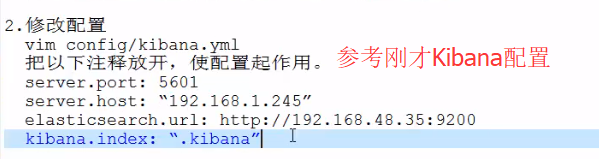 2.修改配置
vim config/kibana.yml
把以下注释放开，使配置起作用。 参考刚才Kibana配置
server.port: 5601
server.host: “192.168.1.245”
elasticsearch.url: http://192.168.48.35:9200
kibana.index: “.kibana”